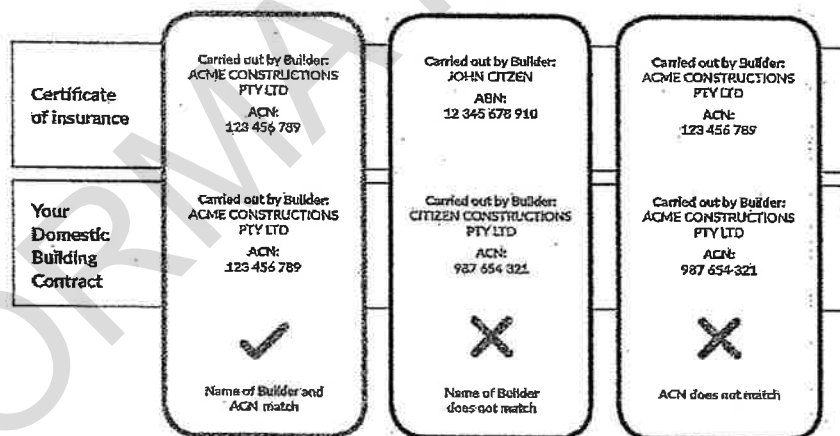 Certificate
of insurance
Carried out by Builder:
ACME CONSTRUCTIONS
PTY LTD
ACN:
123 456 789
Carried out by Builder:
JOHN CITZEN
ABN:
12 345 678 910
Carried out by Builder:
ACME CONSTRUCTIONS
PTY LTD
ACN:
123 456 789
Your
Domestic
Building
Contract
Carried out by Builder:
ACME CONSTRUCTIONS
PTY LTD
ACN:
123 456 789
Carried out by Builder:
CITIZEN CONSTRUCTIONS
PTY LTD
ACN:
987 654 321
Carried out by Builder:
ACME CONSTRUCTIONS
PTY LTD
ACN:
987 654 321
Name of Builder and
ACN match
Name of Builder
does not match
ACN does not match
ORMAT